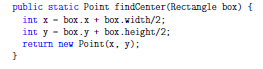 public static Point findCenter(Rectangle box) {
int x = box.x + box.width/2;
int y = box.y + box.height/2;
return new Point(x, y);
}